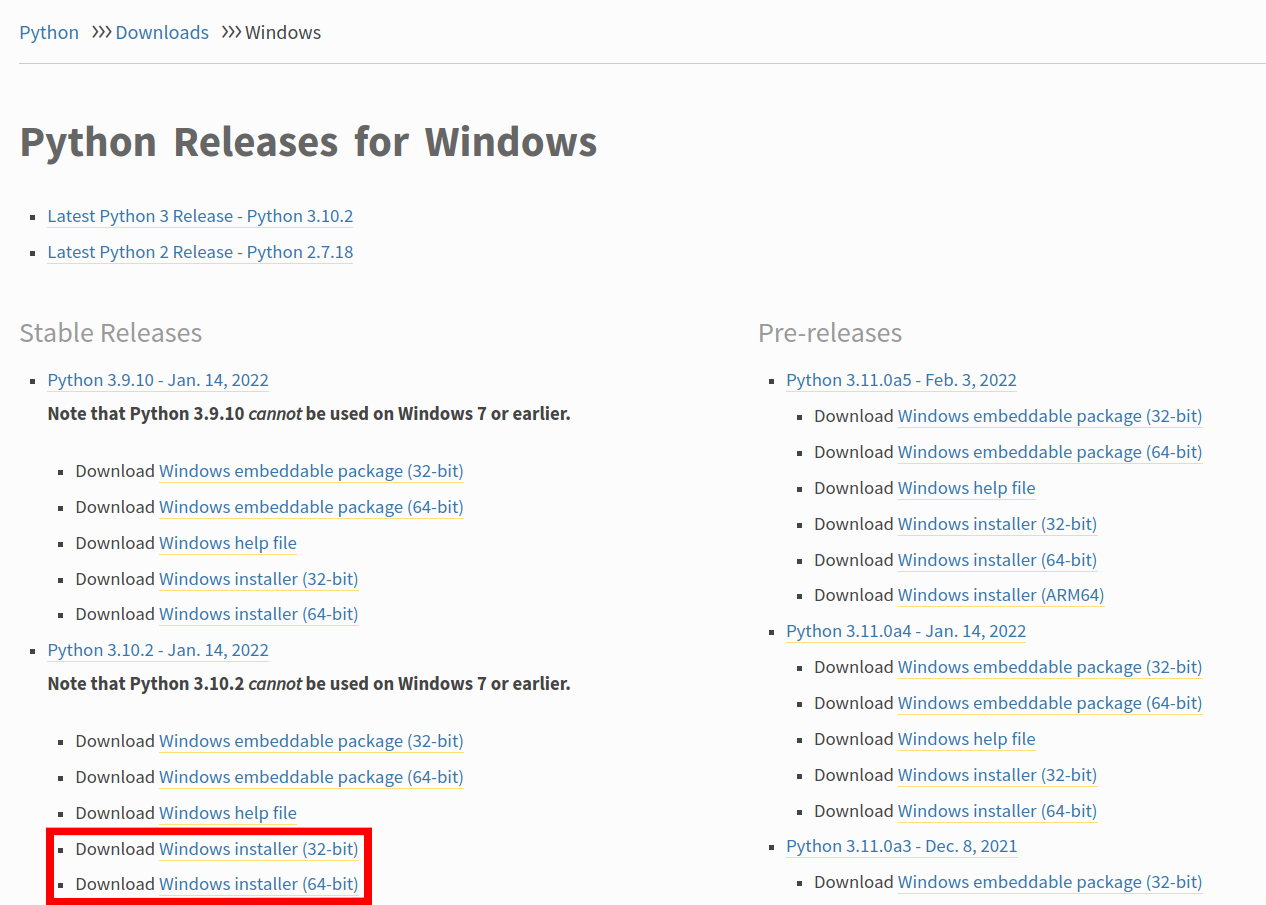 Python >>> Downloads >>> Windows
Python Releases for Windows
Latest Python 3 Release - Python 3.10.2
Latest Python 2 Release - Python 2.7.18
Stable Releases
Python 3.9.10 - Jan. 14, 2022
Note that Python 3.9.10 cannot be used on Windows 7 or earlier.
Download Windows embeddable package (32-bit)
Download Windows embeddable package (64-bit)
Download Windows help file
Download Windows installer (32-bit)
Download Windows installer (64-bit)
Python 3.10.2 - Jan. 14, 2022
Note that Python 3.10.2 cannot be used on Windows 7 or earlier.
Download Windows embeddable package (32-bit)
Download Windows embeddable package (64-bit)
Download Windows help file
Download Windows installer (32-bit)
Download Windows installer (64-bit)
Pre-releases
Python 3.11.0a5 - Feb. 3, 2022
Download Windows embeddable package (32-bit)
Download Windows embeddable package (64-bit)
Download Windows help file
Download Windows installer (32-bit)
Download Windows installer (64-bit)
Download Windows installer (ARM64)
Python 3.11.0a4 - Jan. 14, 2022
Download Windows embeddable package (32-bit)
Download Windows embeddable package (64-bit)
Download Windows help file
Download Windows installer (32-bit)
Download Windows installer (64-bit)
Python 3.11.0a3 - Dec. 8, 2021
Download Windows embeddable package (32-bit)